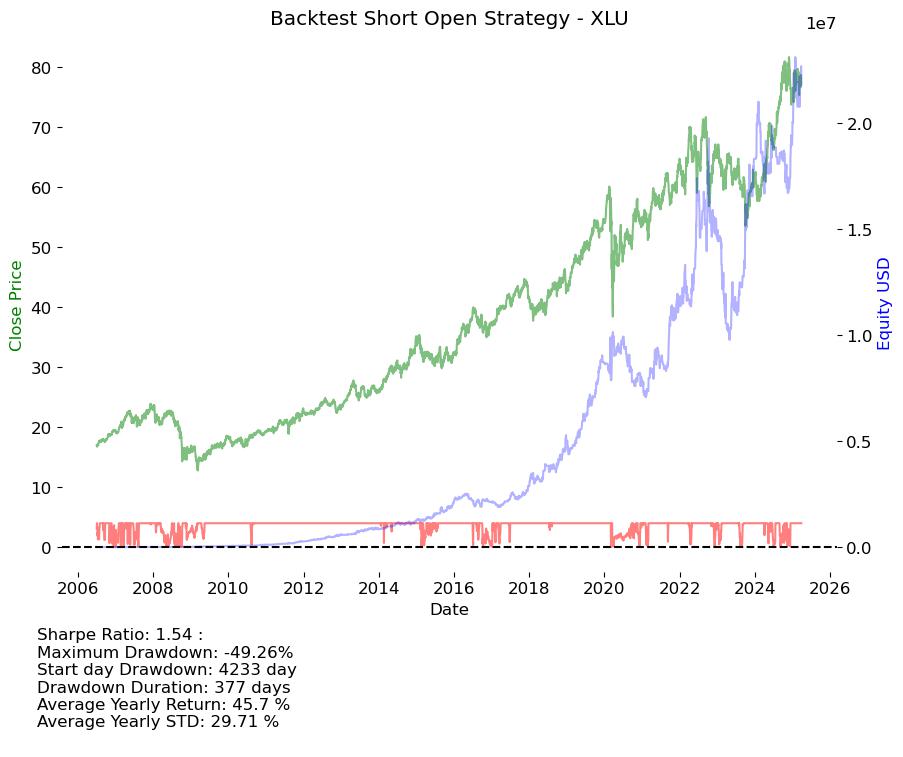 Backtest Short Open Strategy - XLU
1e7
80
70
60
50
40
30
20
10
0
Close Price
2.0
1.5
1.0
0.5
0.0
Equity USD
2006 2008 2010 2012 2014 2016 2018 2020 2022 2024 2026
Date
Sharpe Ratio: 1.54 :
Maximum Drawdown: -49.26%
Start day Drawdown: 4233 day
Drawdown Duration: 377 days
Average Yearly Return: 45.7 %
Average Yearly STD: 29.71 %